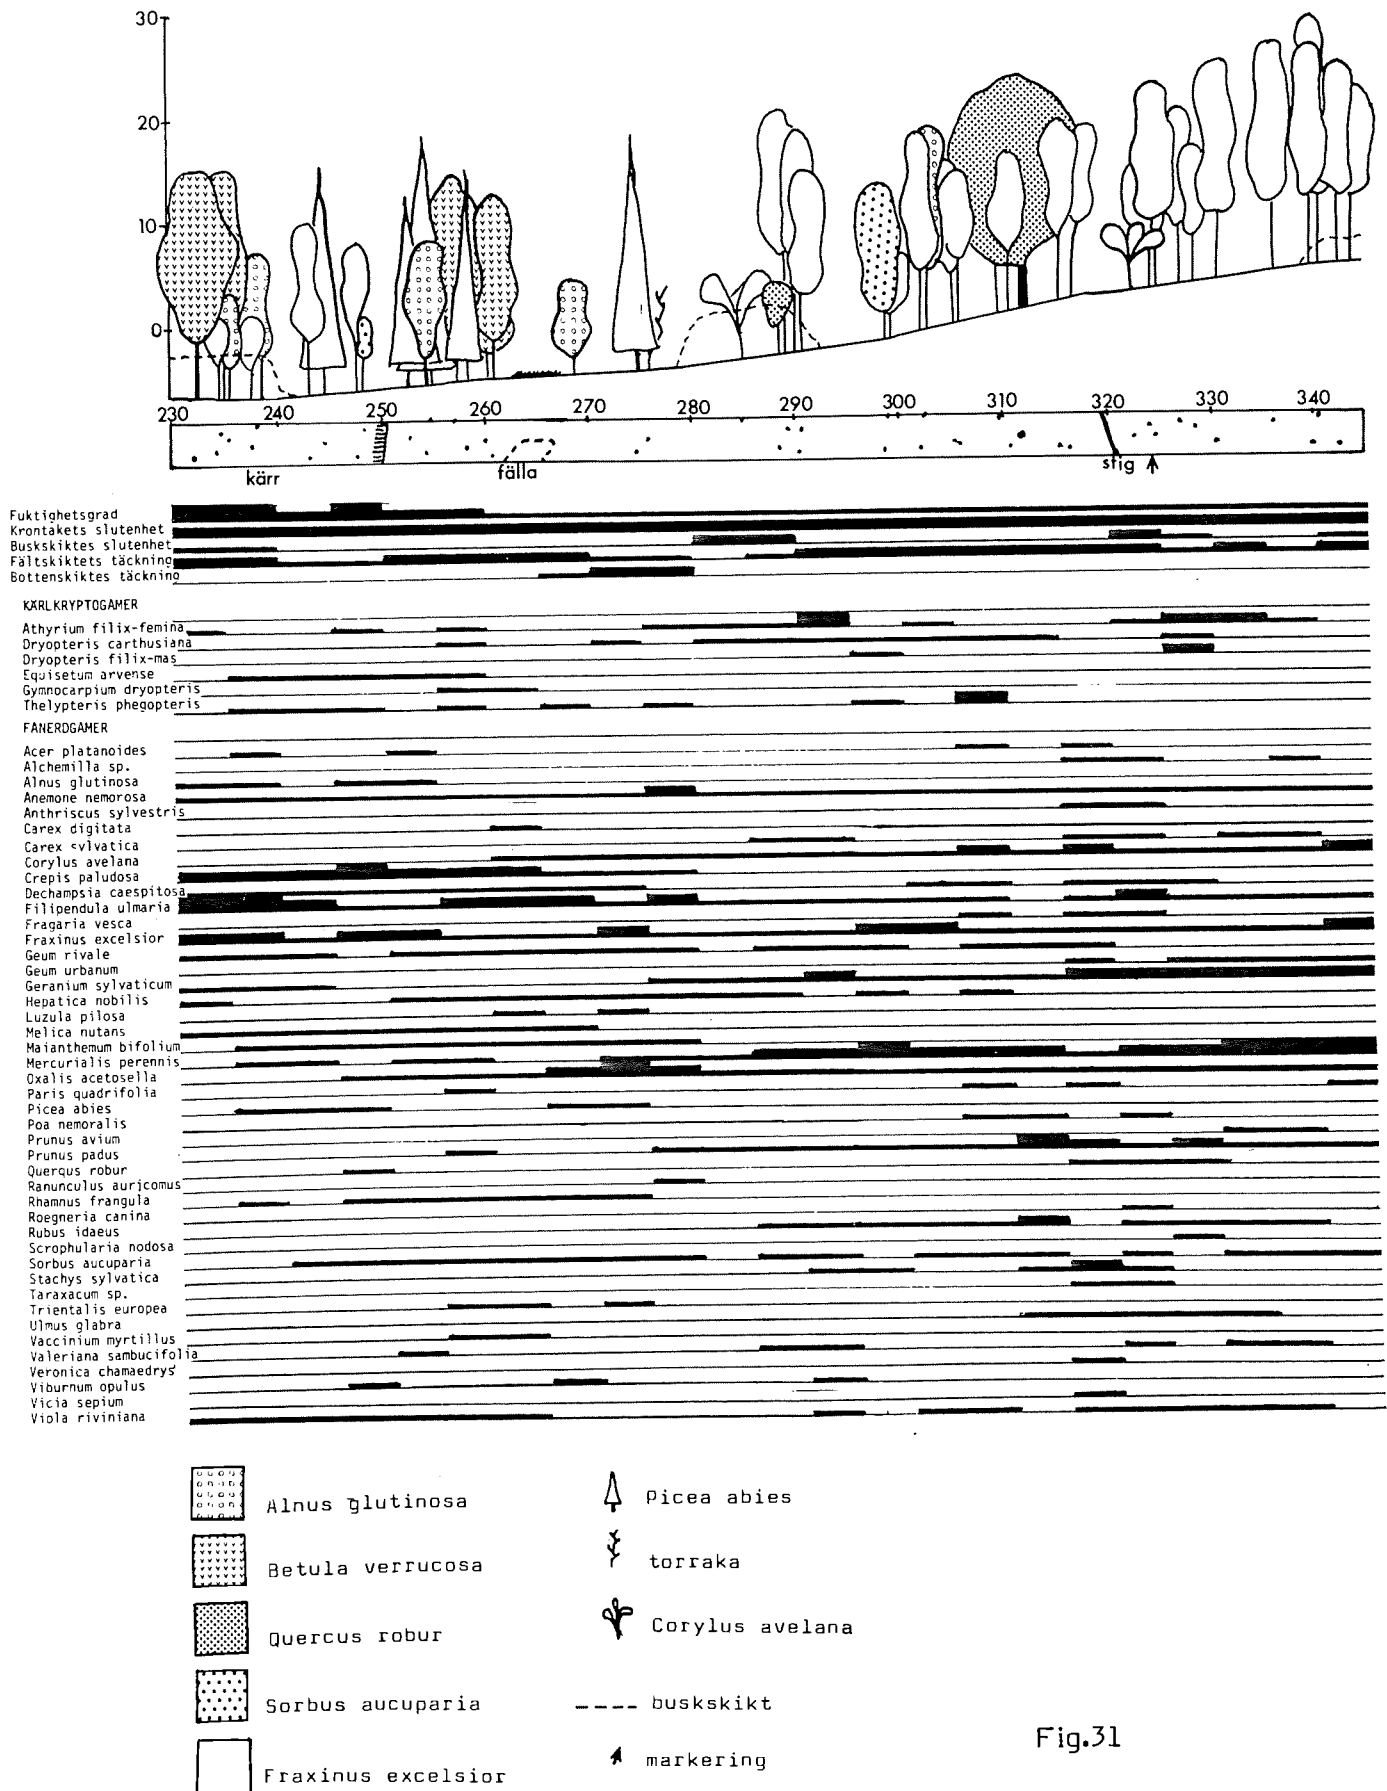 30
20
10
0
230 240 250 260 270 280 290 300 310 320 330 340
kärr fälla stig
Fuktighetsgrad
Krontakets slutenhet
Buskskiktes slutenhet
Fältskiktets täckning
Bottenskiktes täckning
KÄRLKRYPTOGAMER
Athyrium filix-femina
Dryopteris carthusiana
Dryopteris filix-mas
Equisetum arvense
Gymnocarpium dryopteris
Thelypteris phegopteris
FANEROGAMER
Acer platanoides
Alchemilla sp.
Alnus glutinosa
Anemone nemorosa
Anthriscus sylvestris
Carex digitata
Carex sylvatica
Corylus avelana
Crepis paludosa
Dechampsia caespitosa
Filipendula ulmaria
Fragaria vesca
Fraxinus excelsior
Geum rivale
Geum urbanum
Geranium sylvaticum
Hepatica nobilis
Luzula pilosa
Melica nutans
Maianthemum bifolium
Mercurialis perennis
Oxalis acetosella
Paris quadrifolia
Picea abies
Poa nemoralis
Prunus avium
Prunus padus
Querqus robur
Ranunculus auricomus
Rhamnus frangula
Roegneria canina
Rubus idaeus
Scrophularia nodosa
Sorbus aucuparia
Stachys sylvatica
Taraxacum sp.
Trientalis europea
Ulmus glabra
Vaccinium myrtillus
Valeriana sambucifolia
Veronica chamaedrys
Viburnum opulus
Vicia sepium
Viola riviniana
Alnus glutinosa
Picea abies
Betula verrucosa
torraka
Quercus robur
Corylus avelana
Sorbus aucuparia
buskskikt
Fig.31
markering
Fraxinus excelsior